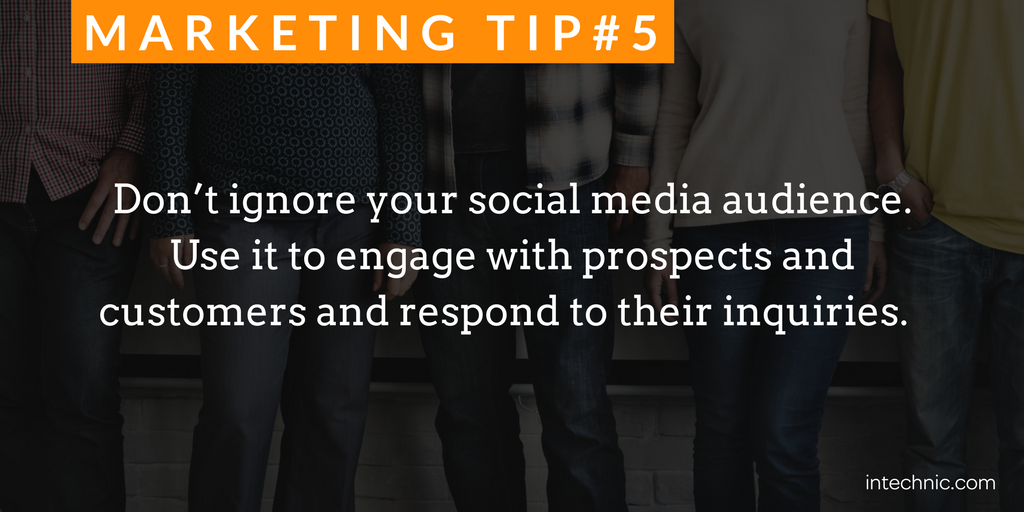 MARKETING TIP#5
Don’t ignore your social media audience.
Use it to engage with prospects and
customers and respond to their inquiries.
intechnic.com